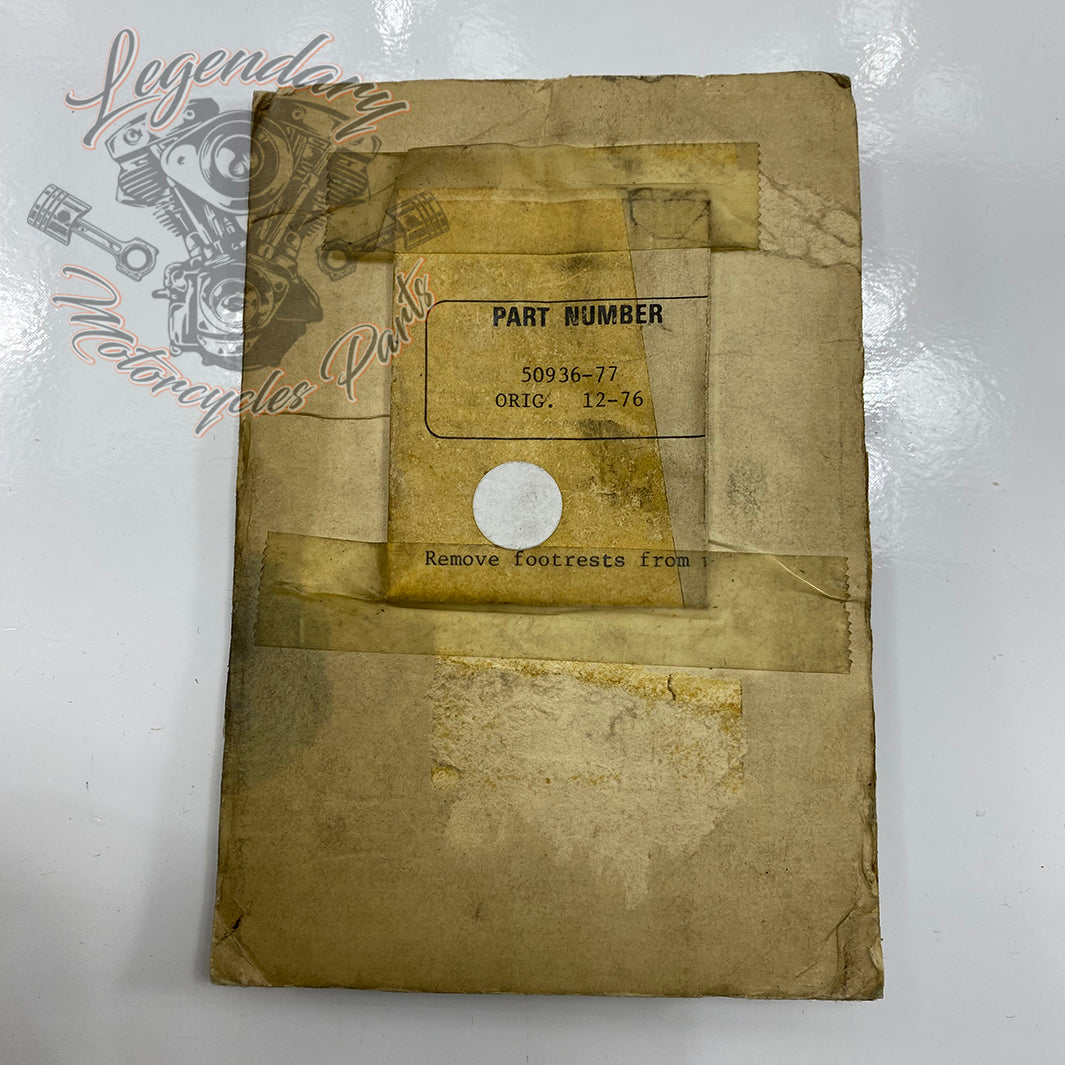 Legendary
Motorcycles Parts
PART NUMBER
50936-77
ORIG. 12-76
Remove footrests from